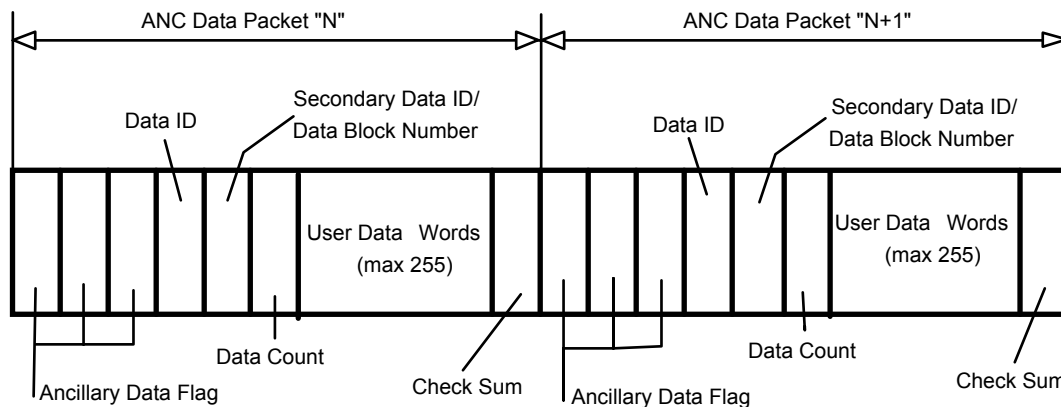 ANC Data Packet "N"
ANC Data Packet "N+1"
Secondary Data ID/
Data Block Number
Data ID
Secondary Data ID/
Data Block Number
Data ID
User Data Words
(max 255)
User Data Words
(max 255)
Data Count
Check Sum
Ancillary Data Flag
Data Count
Check Sum
Ancillary Data Flag